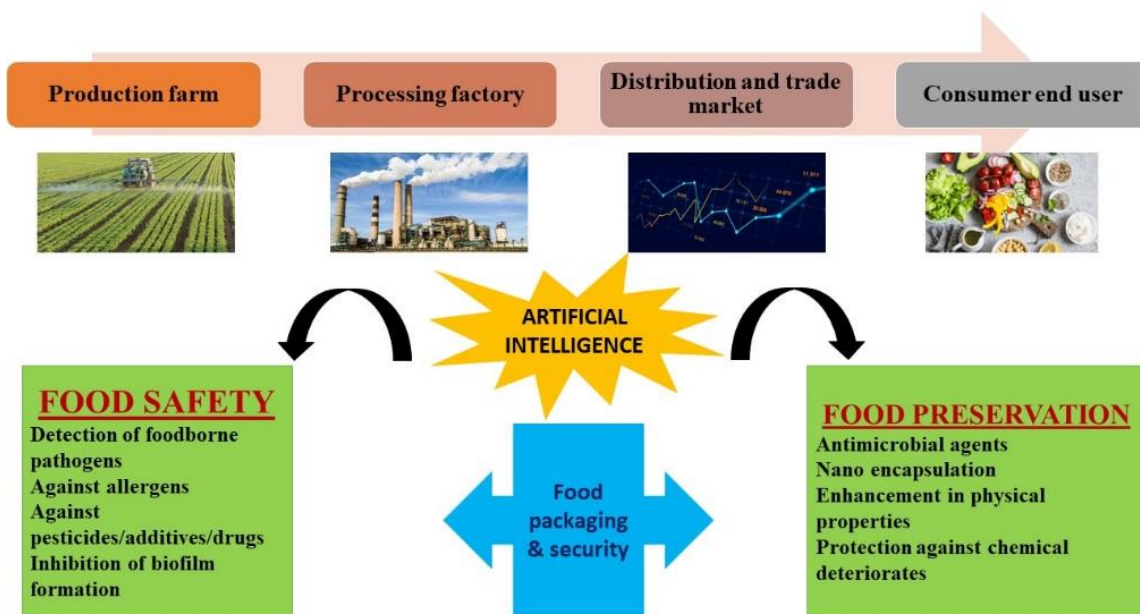 Production farm
Processing factory
Distribution and trade
market
Consumer end user
ARTIFICIAL
INTELLIGENCE
FOOD SAFETY
Detection of foodborne
pathogens
Against allergens
Against
pesticides/additives/drugs
Inhibition of biofilm
formation
Food
packaging
& security
FOOD PRESERVATION
Antimicrobial agents
Nano encapsulation
Enhancement in physical
properties
Protection against chemical
deteriorates